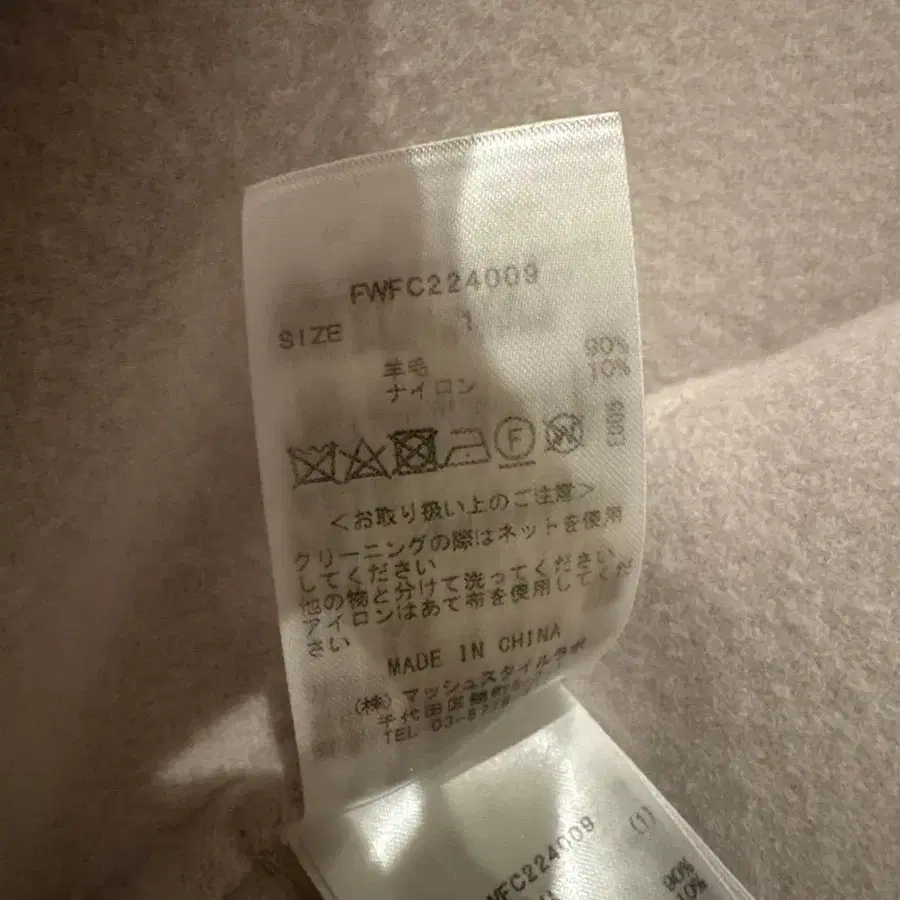 FWFC224009
SIZE 1
羊毛 90%
ナイロン 10%
F
<お取り扱い上のご注意>
クリーニングの際はネットを使用
してください
他の物と分けて洗ってください
アイロンはあて布を使用してくだ
さい
MADE IN CHINA
(株)マッシュスタイルラボ
千代田区麹町
TEL 03-
WFC224009 (1)
90%
10%